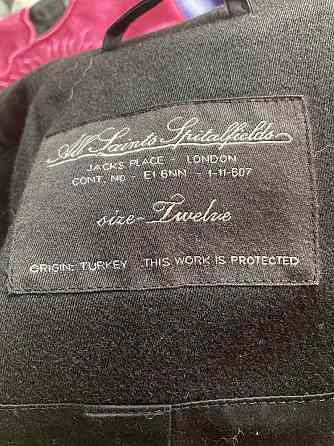 All Saints Spitalfields
JACKS PLACE - LONDON
CONT. NO - E1 6NN - 1-11-607
size-Twelve
ORIGIN: TURKEY THIS WORK IS PROTECTED